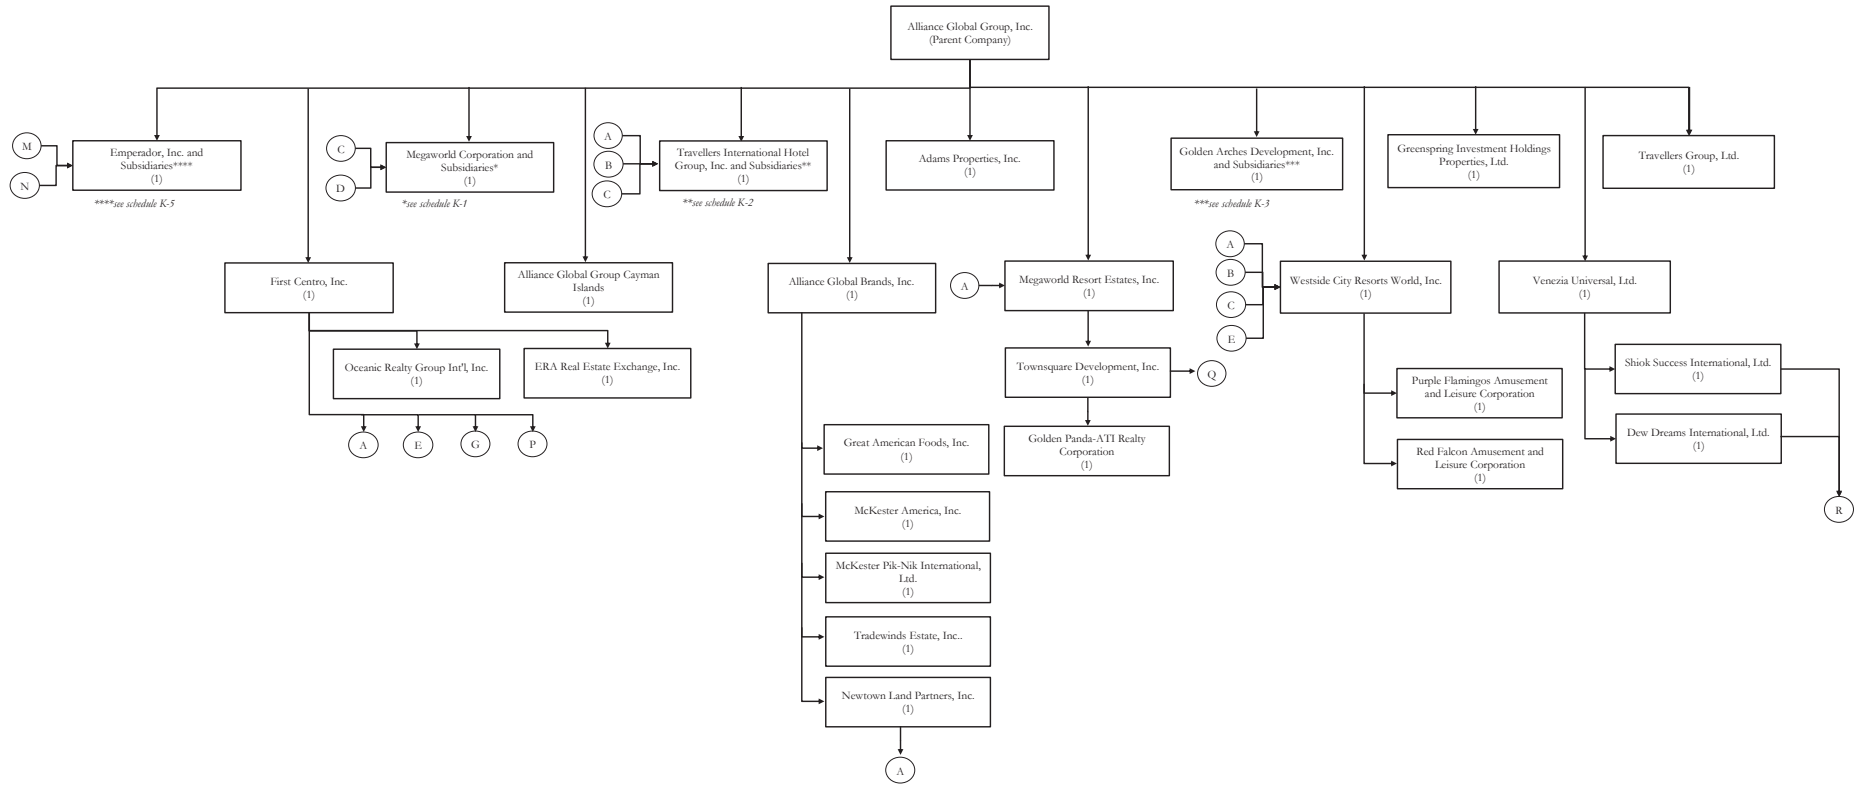 Alliance Global Group, Inc.
(Parent Company)
M
N
Emperador, Inc. and
Subsidiaries****
(1)
****see schedule K-5
C
D
Megaworld Corporation and
Subsidiaries*
(1)
*see schedule K-1
A
B
C
Travellers International Hotel
Group, Inc. and Subsidiaries**
(1)
**see schedule K-2
Adams Properties, Inc.
(1)
Golden Arches Development, Inc.
and Subsidiaries***
(1)
***see schedule K-3
Greenspring Investment Holdings
Properties, Ltd.
(1)
Travellers Group, Ltd.
(1)
First Centro, Inc.
(1)
Alliance Global Group Cayman
Islands
(1)
Alliance Global Brands, Inc.
(1)
A
Megaworld Resort Estates, Inc.
(1)
A
B
C
E
Westside City Resorts World, Inc.
(1)
Venezia Universal, Ltd.
(1)
Oceanic Realty Group Int'l, Inc.
(1)
ERA Real Estate Exchange, Inc.
(1)
A
E
G
P
Townsquare Development, Inc.
(1)
Q
Golden Panda-ATI Realty
Corporation
(1)
Purple Flamingos Amusement
and Leisure Corporation
(1)
Red Falcon Amusement and
Leisure Corporation
(1)
Shiok Success International, Ltd.
(1)
Dew Dreams International, Ltd.
(1)
R
Great American Foods, Inc.
(1)
McKester America, Inc.
(1)
McKester Pik-Nik International,
Ltd.
(1)
Tradewinds Estate, Inc..
(1)
Newtown Land Partners, Inc.
(1)
A